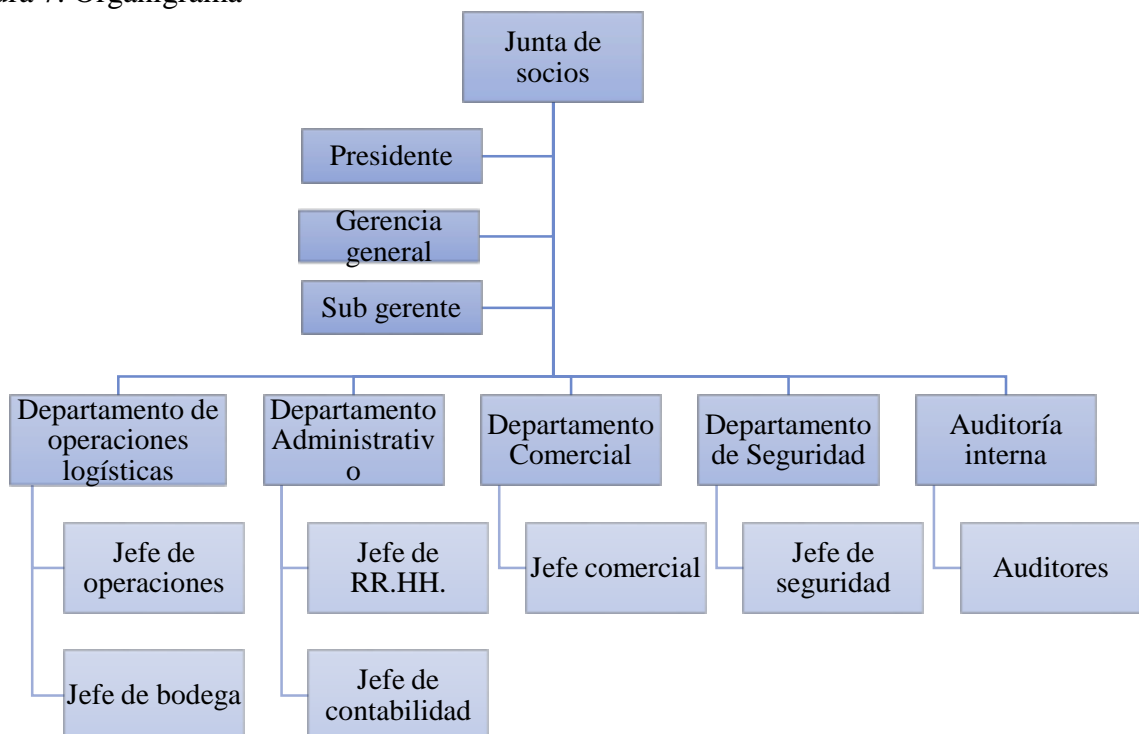 7. Organigrama
Junta de
socios
Presidente
Gerencia
general
Sub gerente
Departamento de
operaciones
logísticas
Departamento
Administrativ
o
Departamento
Comercial
Departamento
de Seguridad
Auditoría
interna
Jefe de
operaciones
Jefe de
RR.HH.
Jefe comercial
Jefe de
seguridad
Auditores
Jefe de bodega
Jefe de
contabilidad